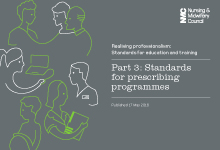 NMC
Nursing &
Midwifery
Council
Realising professionalism:
Standards for education and training
Part 3: Standards
for prescribing
programmes
Published 17 May 2018